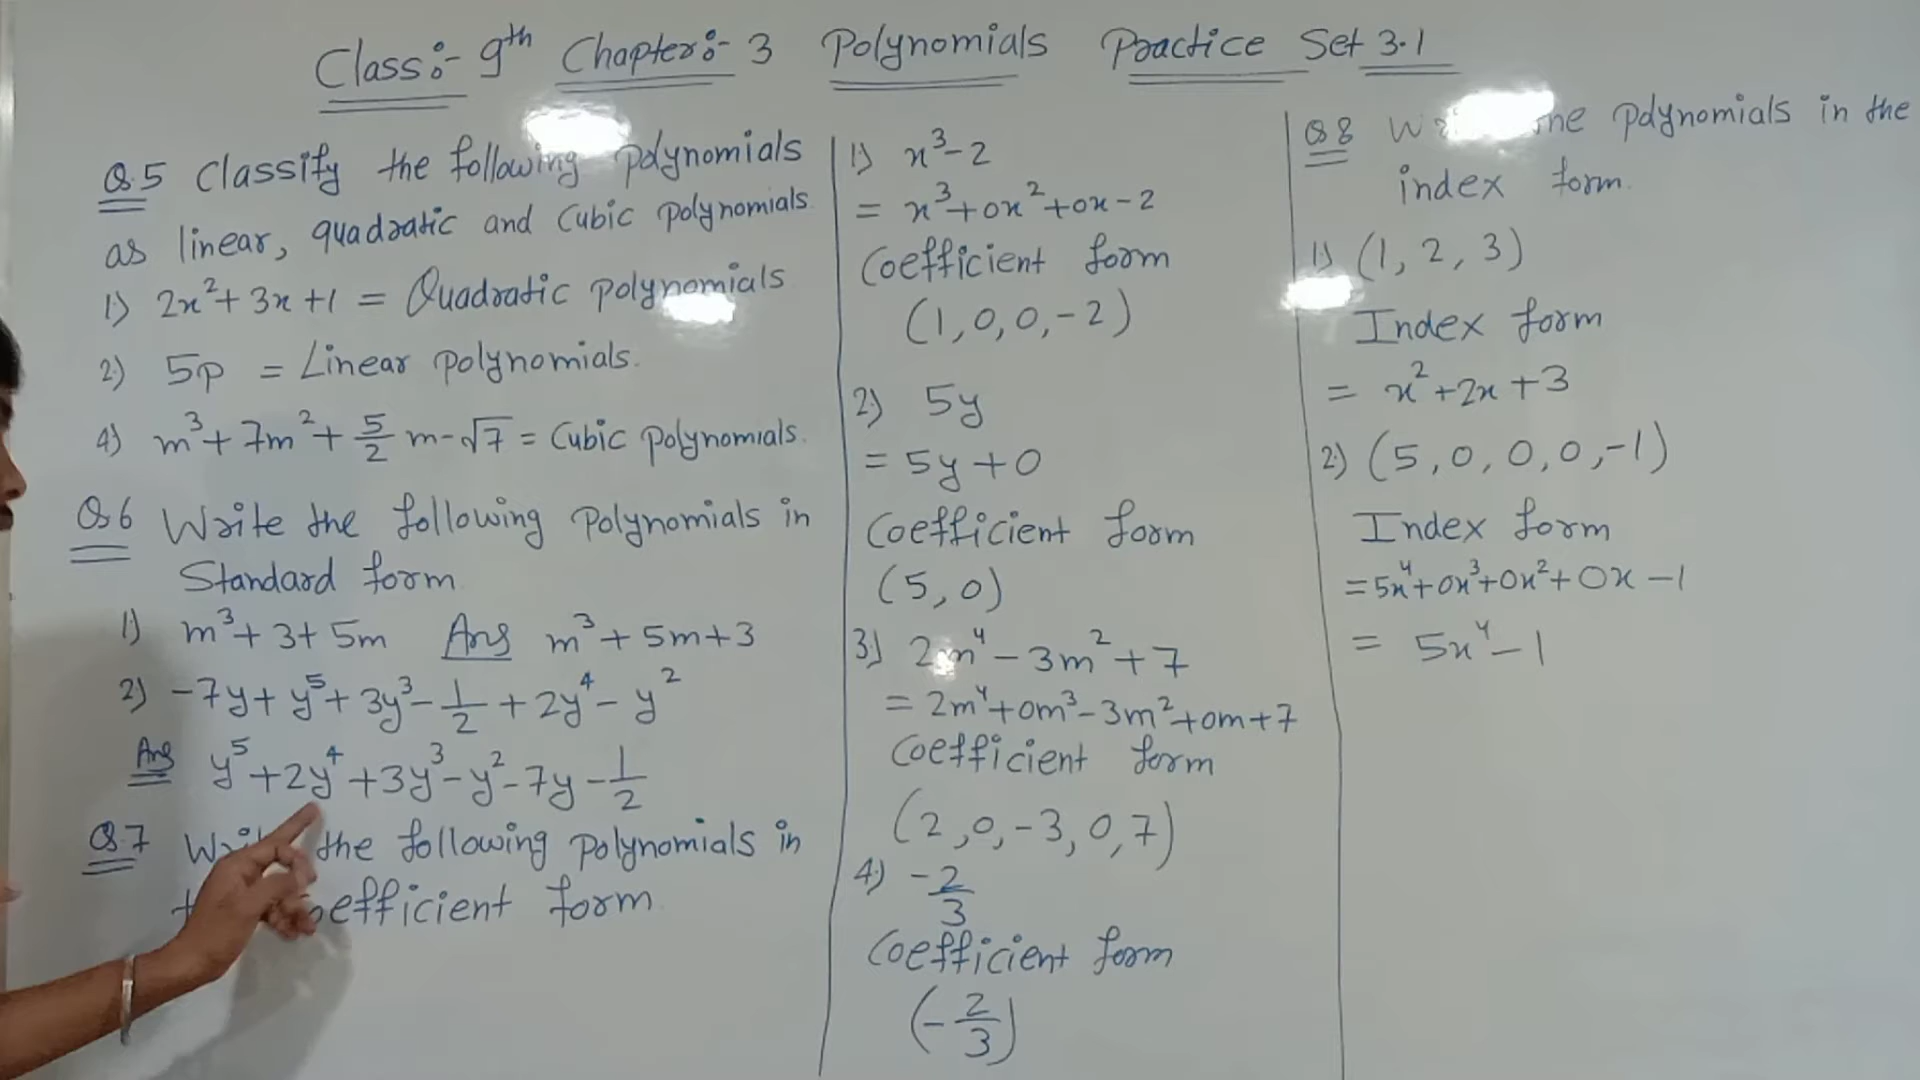 Class:- 9th Chapter:- 3 Polynomials Practice Set 3.1
Q.5 Classify the following polynomials
as linear, quadratic and Cubic polynomials
1) 2x² + 3x + 1 = Quadratic polynomials
2) 5p = Linear polynomials.
4) m³ + 7m² + 5/2 m - √7 = Cubic polynomials.
Q6 Write the following Polynomials in
Standard form
1) m³ + 3 + 5m Ans m³ + 5m + 3
2) -7y + y⁵ + 3y³ - 1/2 + 2y⁴ - y²
Ans y⁵ + 2y⁴ + 3y³ - y² - 7y - 1/2
Q.7 the following polynomials in
form
1) x³ - 2
= x³ + 0x² + 0x - 2
Coefficient form
(1, 0, 0, -2)
2) 5y
= 5y + 0
Coefficient form
(5, 0)
3) 2m⁴ - 3m² + 7
= 2m⁴ + 0m³ - 3m² + 0m + 7
Coefficient form
(2, 0, -3, 0, 7)
4) -2/3
Coefficient form
(-2/3)
Q8 polynomials in the
index form.
1) (1, 2, 3)
Index form
= x² + 2x + 3
2) (5, 0, 0, 0, -1)
Index form
= 5x⁴ + 0x³ + 0x² + 0x - 1
= 5x⁴ - 1